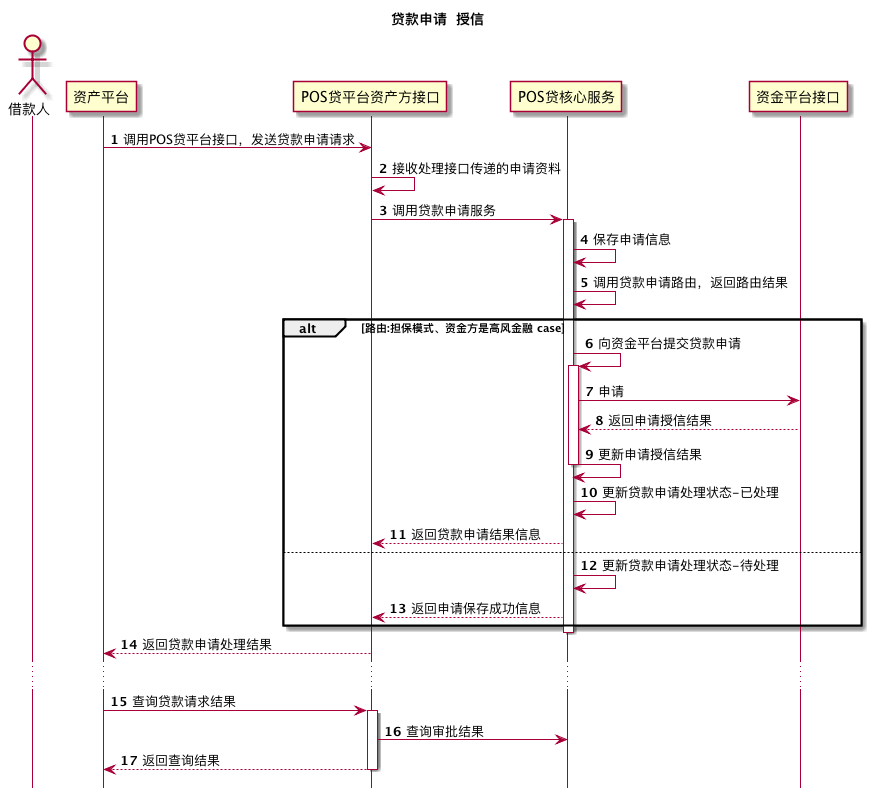 贷款申请 授信
借款人
资产平台
POS贷平台资产方接口
POS贷核心服务
资金平台接口
1 调用POS贷平台接口，发送贷款申请请求
2 接收处理接口传递的申请资料
3 调用贷款申请服务
4 保存申请信息
5 调用贷款申请路由，返回路由结果
alt [路由:担保模式、资金方是高风金融 case]
6 向资金平台提交贷款申请
7 申请
8 返回申请授信结果
9 更新申请授信结果
10 更新贷款申请处理状态-已处理
11 返回贷款申请结果信息
12 更新贷款申请处理状态-待处理
13 返回申请保存成功信息
14 返回贷款申请处理结果
15 查询贷款请求结果
16 查询审批结果
17 返回查询结果